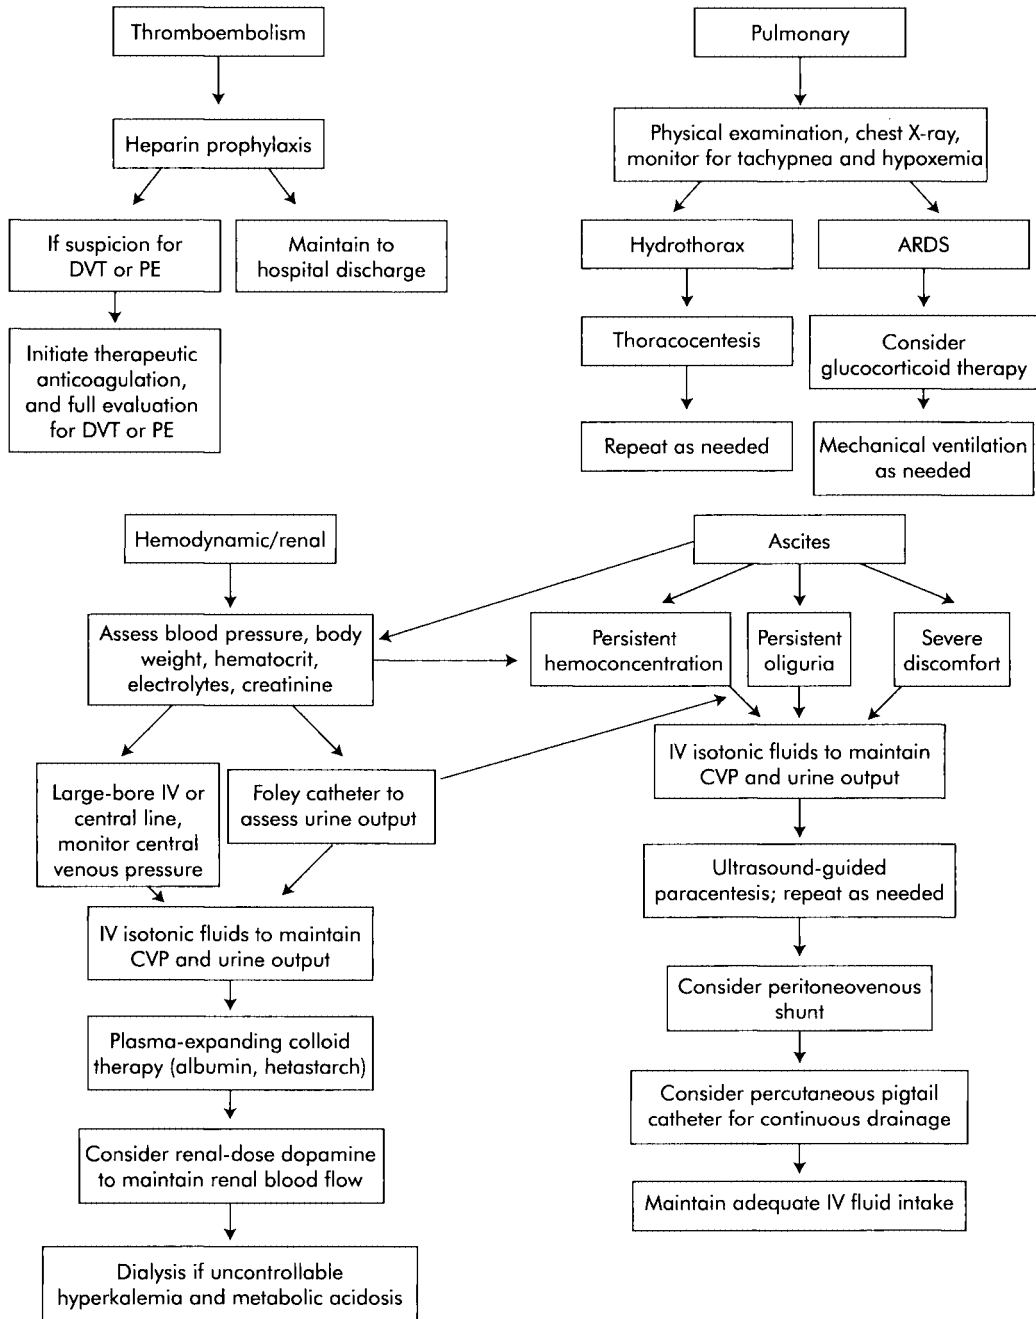 Thromboembolism
Heparin prophylaxis
If suspicion for
DVT or PE
Maintain to
hospital discharge
Initiate therapeutic
anticoagulation,
and full evaluation
for DVT or PE
Pulmonary
Physical examination, chest X-ray,
monitor for tachypnea and hypoxemia
Hydrothorax
ARDS
Thoracocentesis
Consider
glucocorticoid therapy
Repeat as needed
Mechanical ventilation
as needed
Hemodynamic/renal
Assess blood pressure, body
weight, hematocrit,
electrolytes, creatinine
Large-bore IV or
central line,
monitor central
venous pressure
Foley catheter to
assess urine output
IV isotonic fluids to maintain
CVP and urine output
Plasma-expanding colloid
therapy (albumin, hetastarch)
Consider renal-dose dopamine
to maintain renal blood flow
Dialysis if uncontrollable
hyperkalemia and metabolic acidosis
Ascites
Persistent
hemoconcentration
Persistent
oliguria
Severe
discomfort
IV isotonic fluids to maintain
CVP and urine output
Ultrasound-guided
paracentesis; repeat as needed
Consider peritoneovenous
shunt
Consider percutaneous pigtail
catheter for continuous drainage
Maintain adequate IV fluid intake